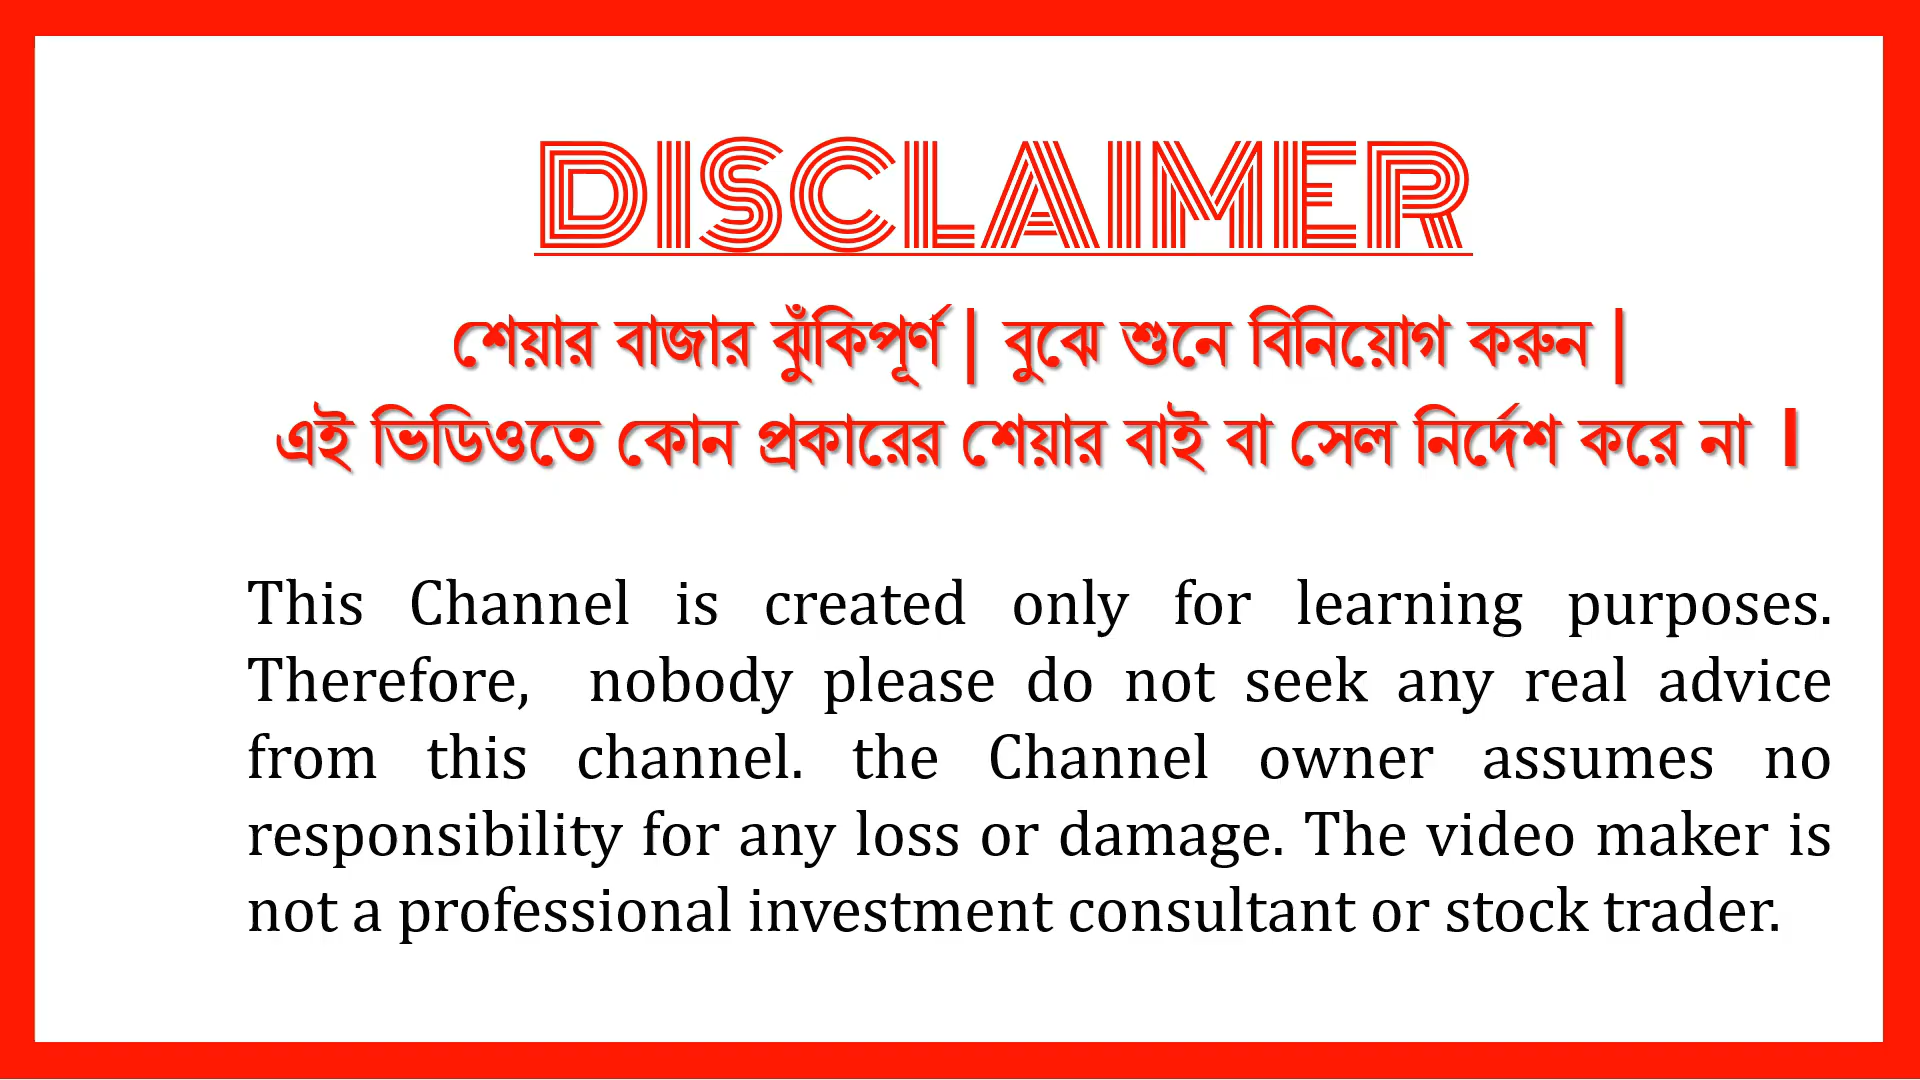 DISCLAIMER
শেয়ার বাজার ঝুঁকিপূর্ণ | বুঝে শুনে বিনিয়োগ করুন |
এই ভিডিওতে কোন প্রকারের শেয়ার বাই বা সেল নির্দেশ করে না ।
This Channel is created only for learning purposes.
Therefore, nobody please do not seek any real advice
from this channel. the Channel owner assumes no
responsibility for any loss or damage. The video maker is
not a professional investment consultant or stock trader.